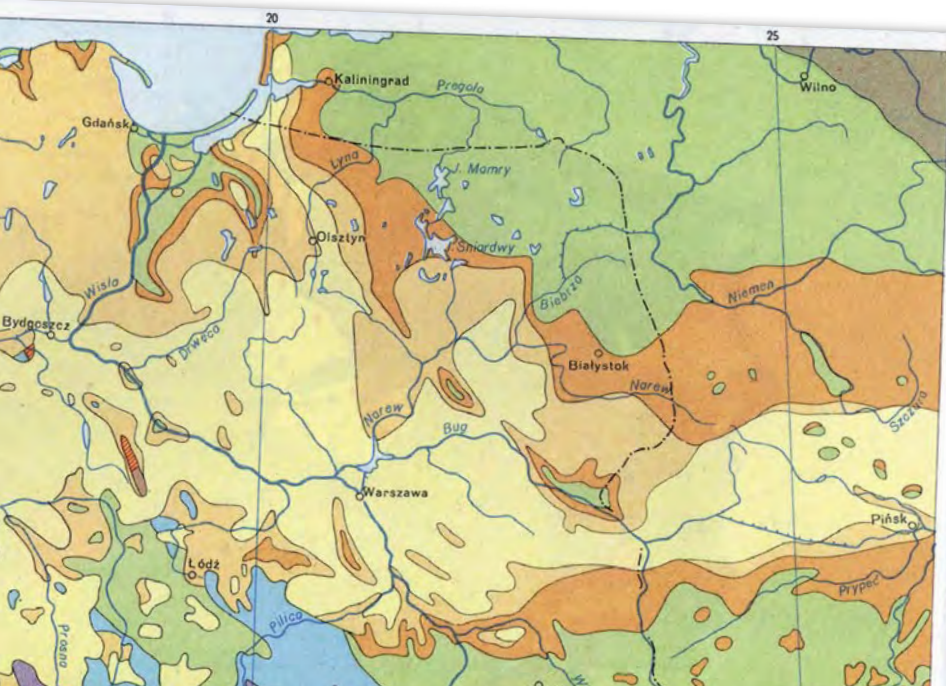 20
25
Kaliningrad
Pregoła
Wilno
Gdańsk
Łyna
J. Mamry
Olsztyn
J. Śniardwy
Wisła
Biebrza
Niemen
Bydgoszcz
Drwęca
Białystok
Narew
Narew
Szczara
Bug
Warszawa
Pińsk
Łódź
Prypeć
Pilica
Prosna
W